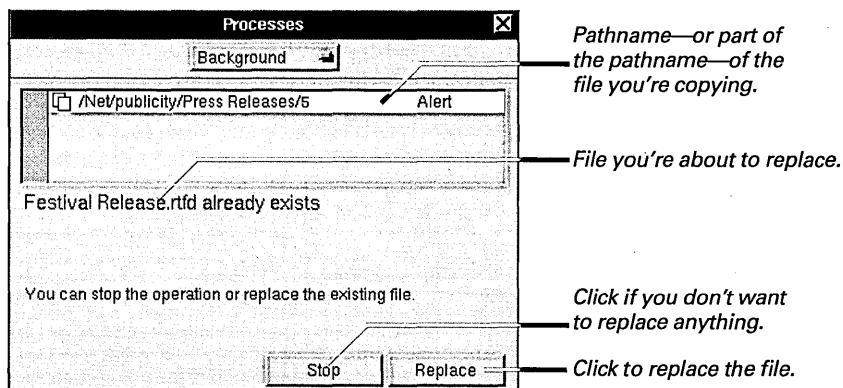 Processes
Background
/Net/publicity/Press Releases/5 Alert
Festival Release.rtfd already exists
You can stop the operation or replace the existing file.
Stop Replace
Pathname—or part
of the pathname—of the
file you're copying.
File you're about to replace.
Click if you don't want
to replace anything.
Click to replace the file.